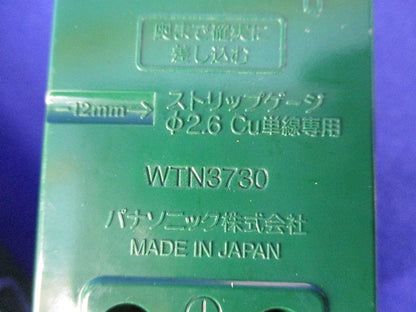 奥まで確実に
差し込む
12mm ストリップゲージ
φ2.6 Cu単線専用
WTN3730
パナソニック株式会社
MADE IN JAPAN